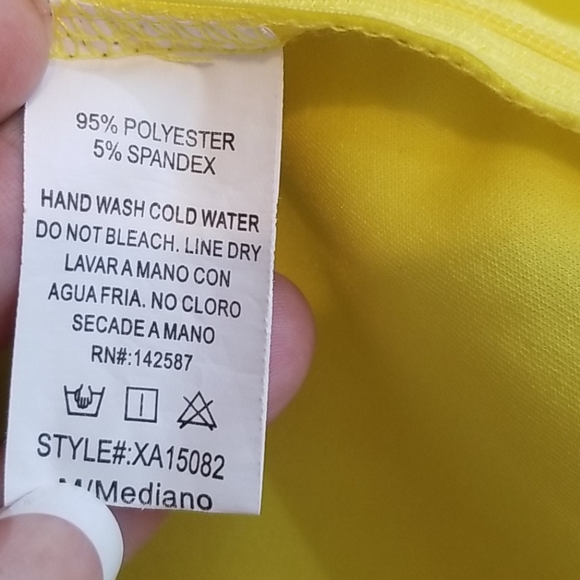 95% POLYESTER
5% SPANDEX
HAND WASH COLD WATER
DO NOT BLEACH. LINE DRY
LAVAR A MANO CON
AGUA FRIA. NO CLORO
SECADE A MANO
RN#:142587
STYLE#:XA15082
M/Mediano